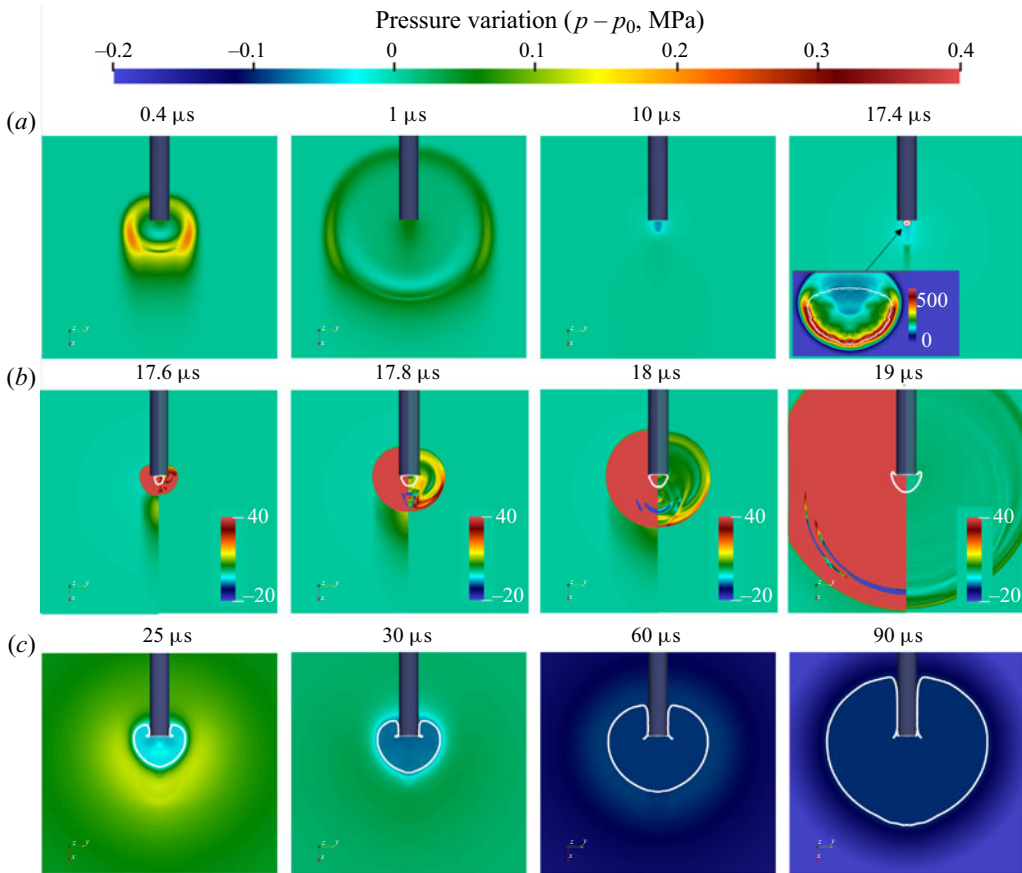 Pressure variation (p – p0, MPa)
–0.2 0 0.1 0.2 0.3 0.4
(a) 0.4 μs 1 μs 10 μs 17.4 μs
500
0
z y
x
z y
x
z y
x
z y
x
(b) 17.6 μs 17.8 μs 18 μs 19 μs
40 40 40 40
–20 –20 –20 –20
z y
x
z y
x
z y
x
z y
x
(c) 25 μs 30 μs 60 μs 90 μs
z y
x
z y
x
z y
x
z y
x